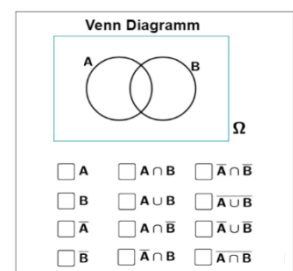 Venn Diagramm
A B
Ω
A A ∩ B A̅ ∩ B̅
B A ∪ B A̅ ̅∪̅ ̅B̅
A̅ A ∩ B̅ A̅ ∪ B̅
B̅ A̅ ∩ B A̅ ̅∩̅ ̅B̅